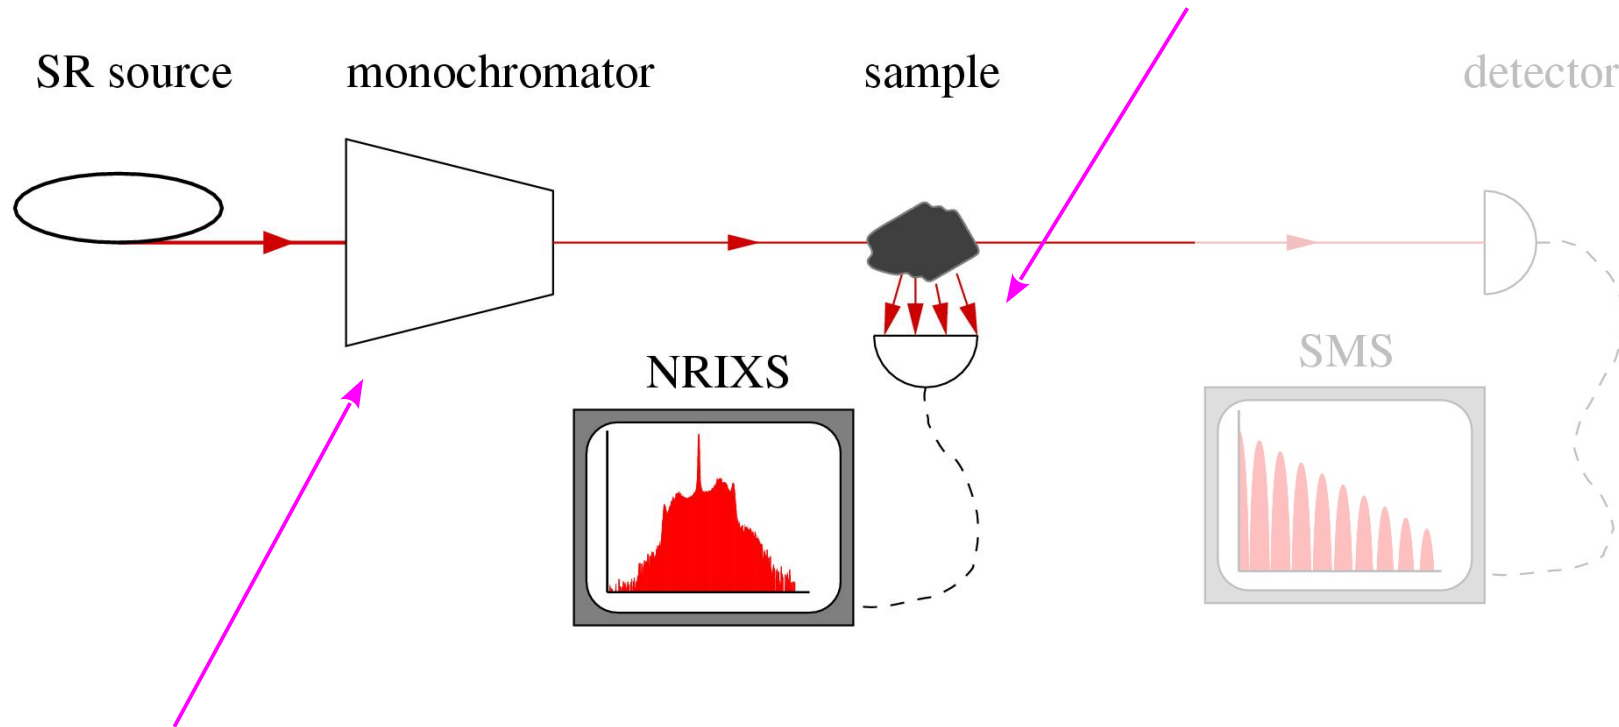 SR source
monochromator
sample
detector
NRIXS
SMS